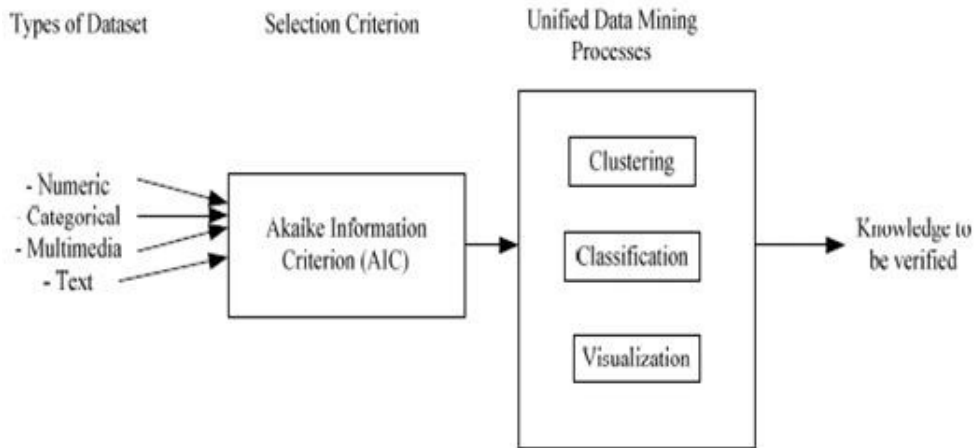 Types of Dataset
Selection Criterion
Unified Data Mining
Processes
- Numeric
- Categorical
- Multimedia
- Text
Akaike Information
Criterion (AIC)
Clustering
Classification
Visualization
Knowledge to
be verified